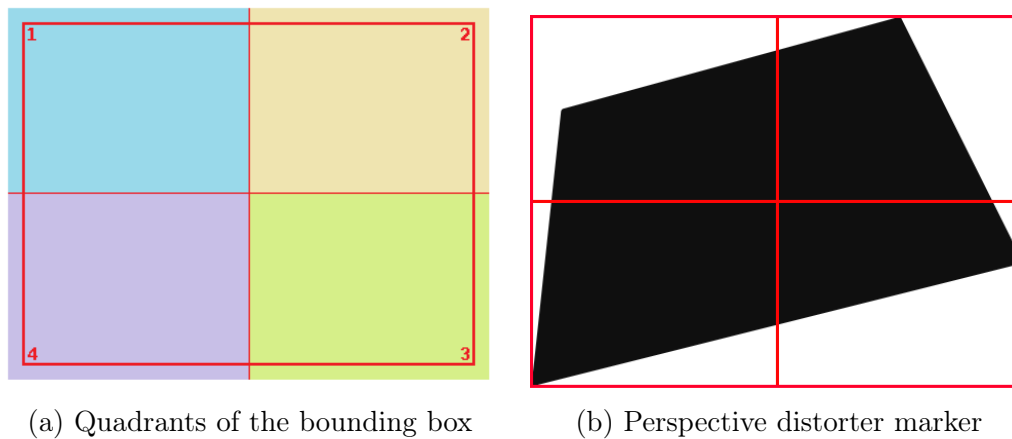 1 2
4 3
(a) Quadrants of the bounding box
(b) Perspective distorter marker